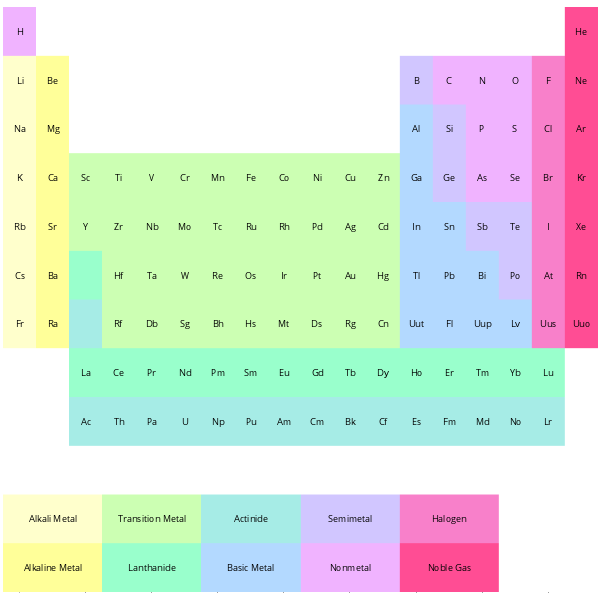 H He
Li Be B C N O F Ne
Na Mg Al Si P S Cl Ar
K Ca Sc Ti V Cr Mn Fe Co Ni Cu Zn Ga Ge As Se Br Kr
Rb Sr Y Zr Nb Mo Tc Ru Rh Pd Ag Cd In Sn Sb Te I Xe
Cs Ba Hf Ta W Re Os Ir Pt Au Hg Tl Pb Bi Po At Rn
Fr Ra Rf Db Sg Bh Hs Mt Ds Rg Cn Uut Fl Uup Lv Uus Uuo
La Ce Pr Nd Pm Sm Eu Gd Tb Dy Ho Er Tm Yb Lu
Ac Th Pa U Np Pu Am Cm Bk Cf Es Fm Md No Lr
Alkali Metal Transition Metal Actinide Semimetal Halogen
Alkaline Metal Lanthanide Basic Metal Nonmetal Noble Gas